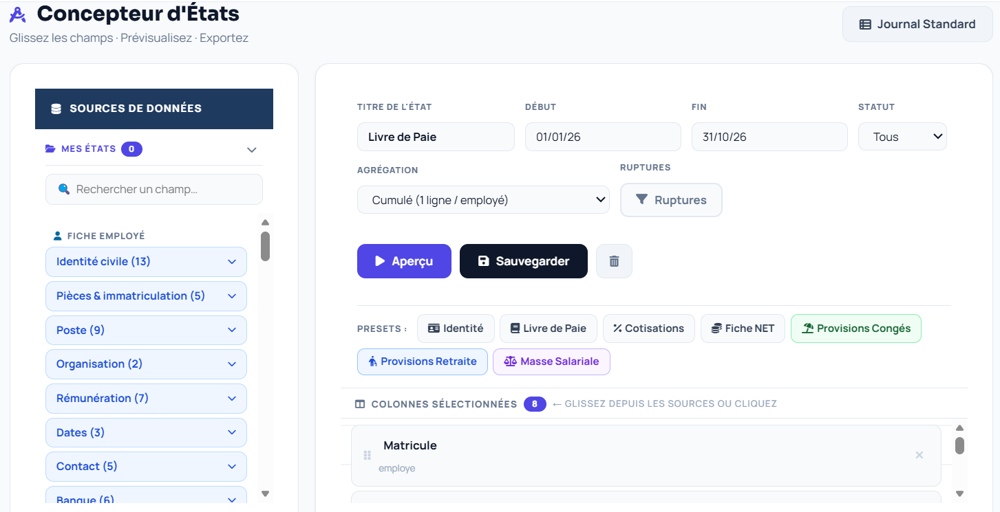 Concepteur d'États
Glissez les champs · Prévisualisez · Exportez
Journal Standard
SOURCES DE DONNÉES
MES ÉTATS 0
Rechercher un champ...
FICHE EMPLOYÉ
Identité civile (13)
Pièces & immatriculation (5)
Poste (9)
Organisation (2)
Rémunération (7)
Dates (3)
Contact (5)
Banque (6)
TITRE DE L'ÉTAT DÉBUT FIN STATUT
Livre de Paie 01/01/26 31/10/26 Tous
AGRÉGATION RUPTURES
Cumulé (1 ligne / employé) Ruptures
Aperçu Sauvegarder
PRESETS : Identité Livre de Paie Cotisations Fiche NET Provisions Congés
Provisions Retraite Masse Salariale
COLONNES SÉLECTIONNÉES 8 ← GLISSEZ DEPUIS LES SOURCES OU CLIQUEZ
Matricule
employe